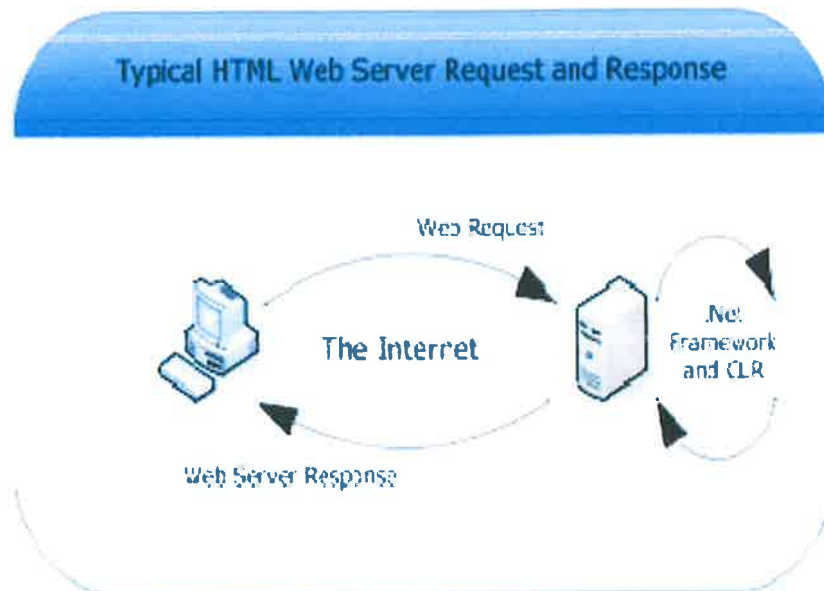 Typical HTML Web Server Request and Response
Web Request
The Internet
.Net
Framework
and CLR
Web Server Response